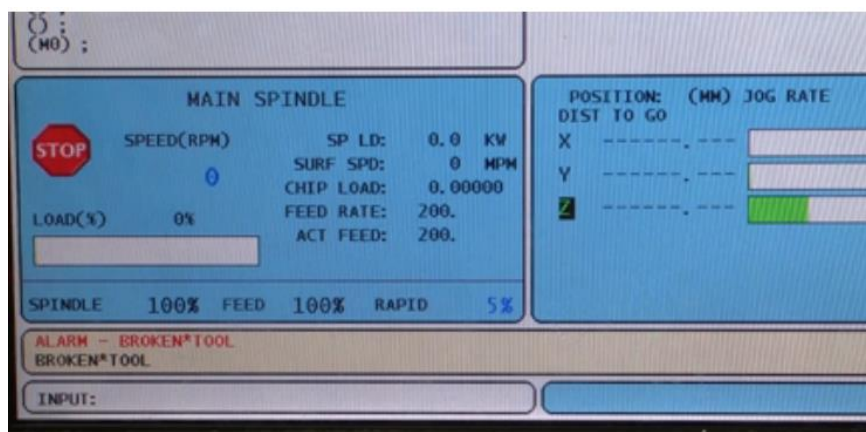 () ;
(M0) ;
MAIN SPINDLE
STOP
SPEED(RPM)
0
LOAD(%) 0%
SP LD: 0.0 KW
SURF SPD: 0 MPM
CHIP LOAD: 0.00000
FEED RATE: 200.
ACT FEED: 200.
SPINDLE 100% FEED 100% RAPID 5%
POSITION: (MM) JOG RATE
DIST TO GO
X ------.---
Y ------.---
Z ------.---
ALARM - BROKEN*TOOL
BROKEN*TOOL
INPUT: